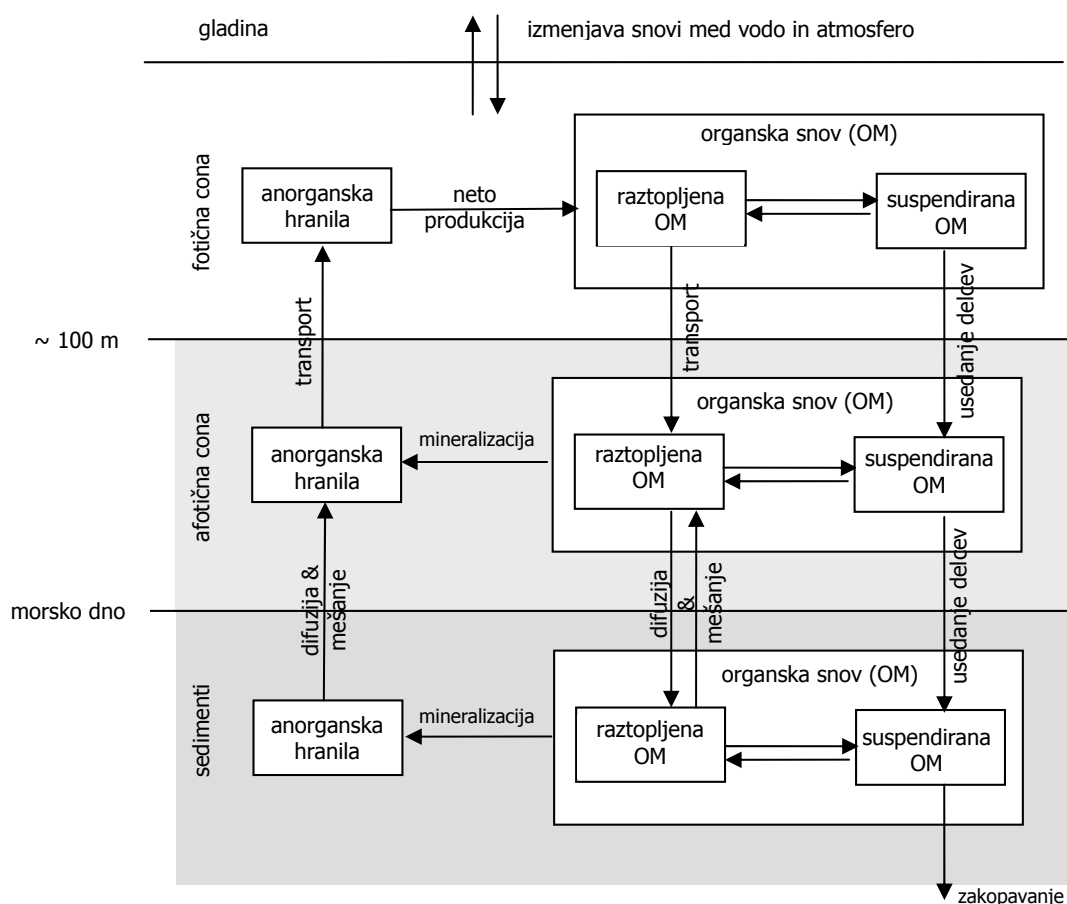 gladina
izmenjava snovi med vodo in atmosfero
fotična cona
anorganska
hranila
neto
produkcija
organska snov (OM)
raztopljena
OM
suspendirana
OM
~ 100 m
transport
transport
usedanje delcev
afotična cona
anorganska
hranila
mineralizacija
organska snov (OM)
raztopljena
OM
suspendirana
OM
morsko dno
difuzija &
mešanje
difuzija
&
mešanje
usedanje delcev
sedimenti
anorganska
hranila
mineralizacija
organska snov (OM)
raztopljena
OM
suspendirana
OM
zakopavanje